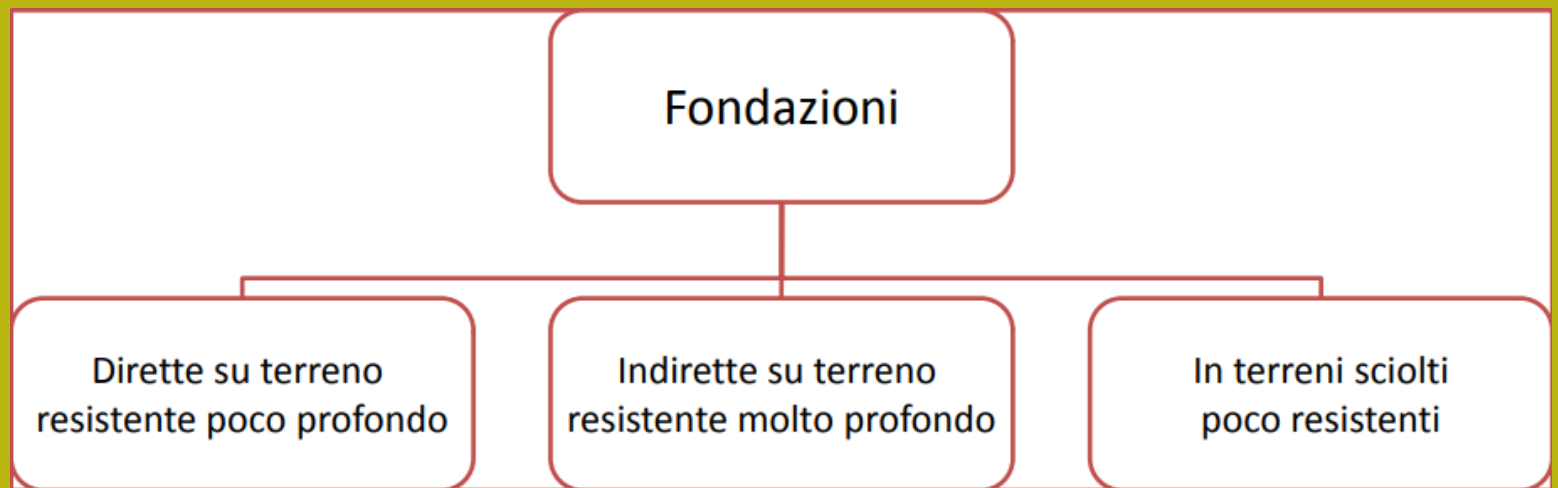 Fondazioni
Dirette su terreno
resistente poco profondo
Indirette su terreno
resistente molto profondo
In terreni sciolti
poco resistenti